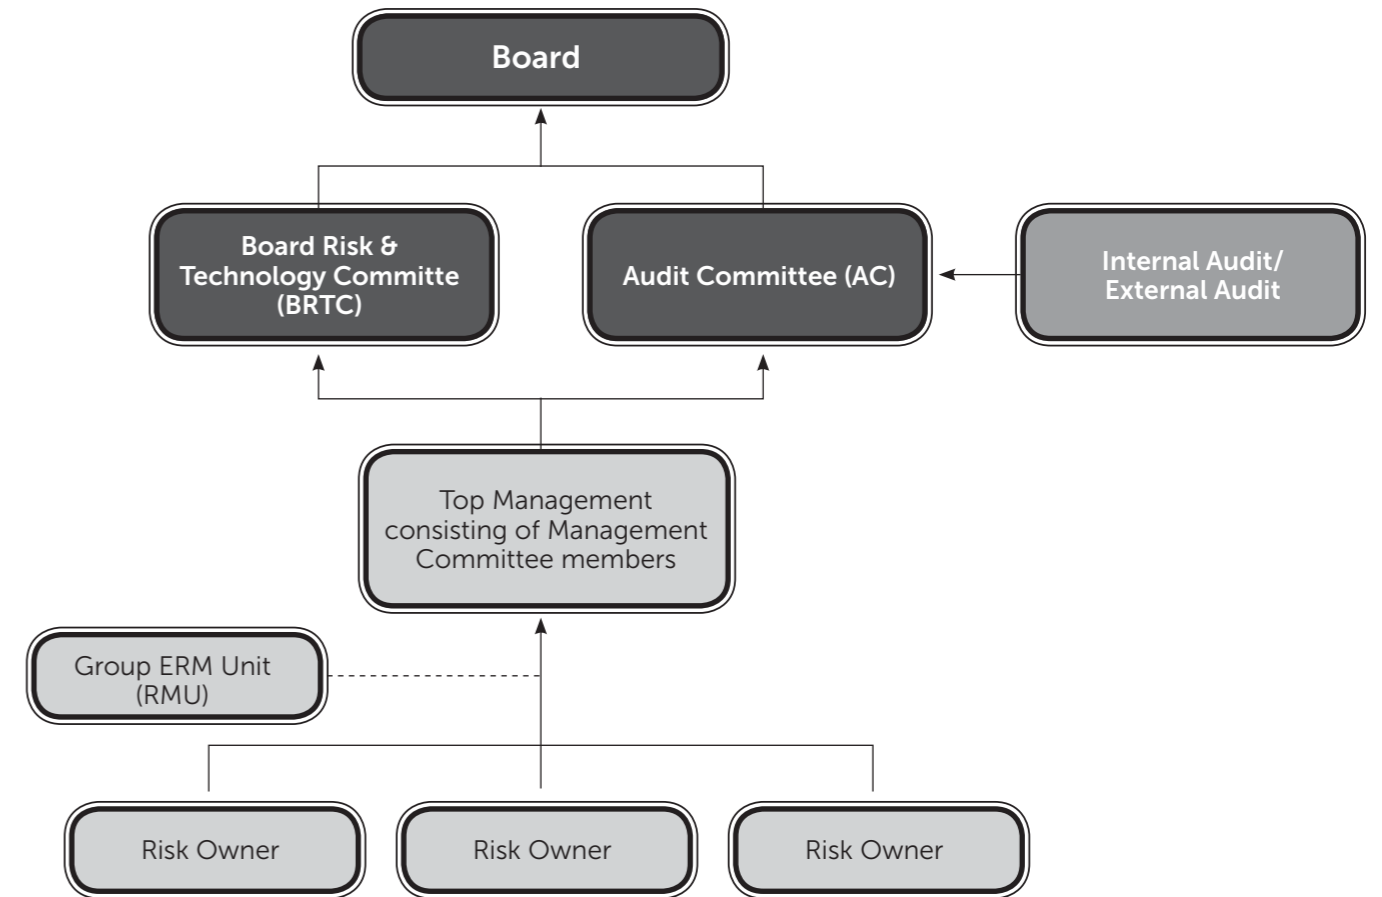 Board
Board Risk &
Technology Committe
(BRTC)
Audit Committee (AC)
Internal Audit/
External Audit
Top Management
consisting of Management
Committee members
Group ERM Unit
(RMU)
Risk Owner
Risk Owner
Risk Owner